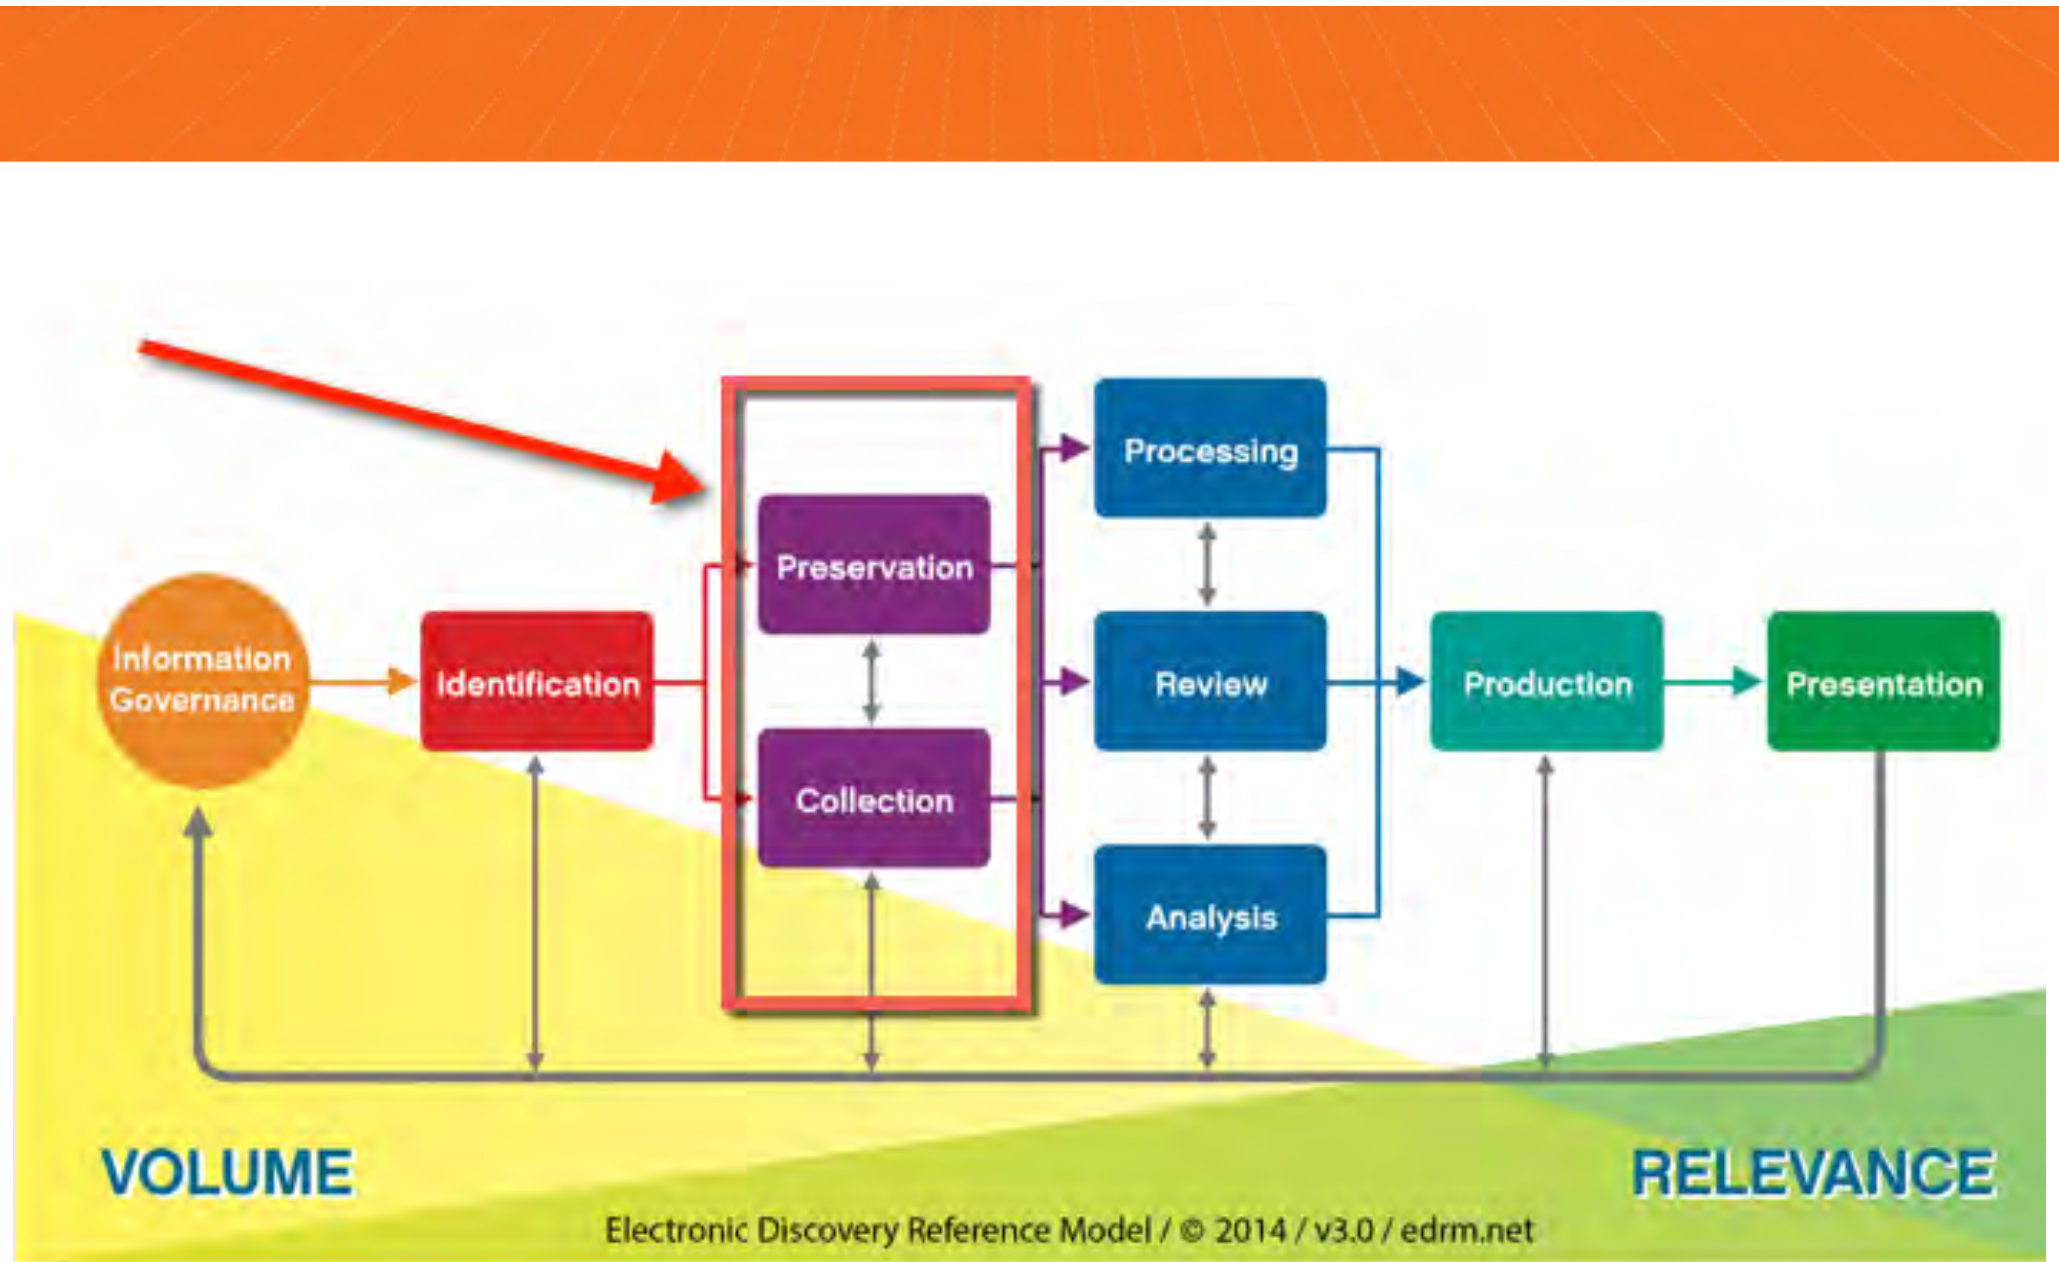 Processing
Preservation
Information
Governance
Identification
Review
Production
Presentation
Collection
Analysis
VOLUME
RELEVANCE
Electronic Discovery Reference Model / © 2014 / v3.0 / edrm.net